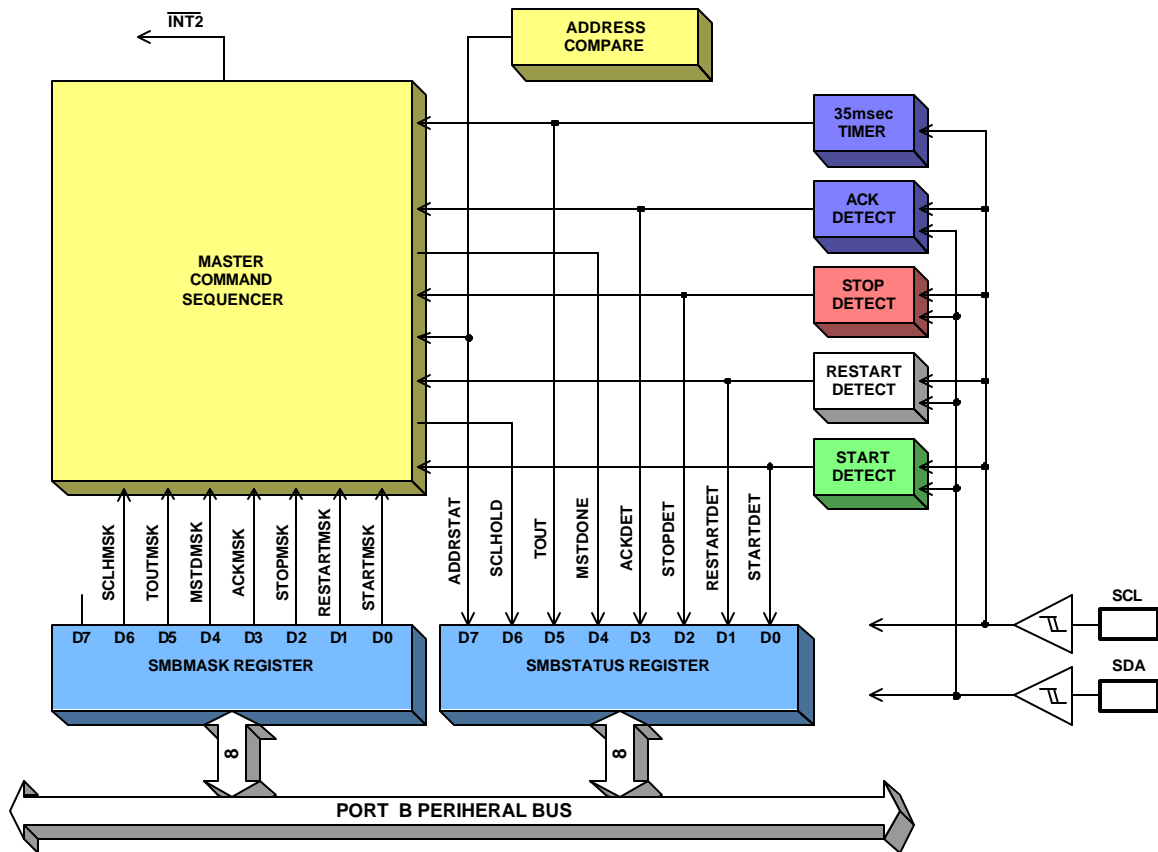 INT2
ADDRESS
COMPARE
35msec
TIMER
ACK
DETECT
MASTER
COMMAND
SEQUENCER
STOP
DETECT
RESTART
DETECT
START
DETECT
SCLHMSK
TOUTMSK
MSTDMSK
ACKMSK
STOPMSK
RESTARTMSK
STARTMSK
ADDRSTAT
SCLHOLD
TOUT
MSTDONE
ACKDET
STOPDET
RESTARTDET
STARTDET
SCL
D7 D6 D5 D4 D3 D2 D1 D0
SMBMASK REGISTER
D7 D6 D5 D4 D3 D2 D1 D0
SMBSTATUS REGISTER
SDA
8
8
PORT B PERIHERAL BUS